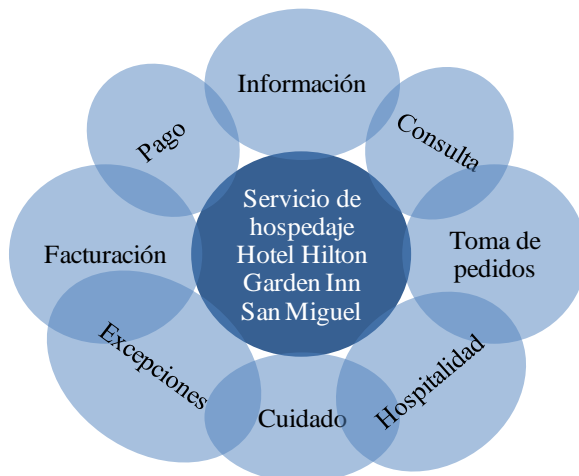 Información
Consulta
Toma de
pedidos
Hospitalidad
Cuidado
Excepciones
Facturación
Pago
Servicio de
hospedaje
Hotel Hilton
Garden Inn
San Miguel